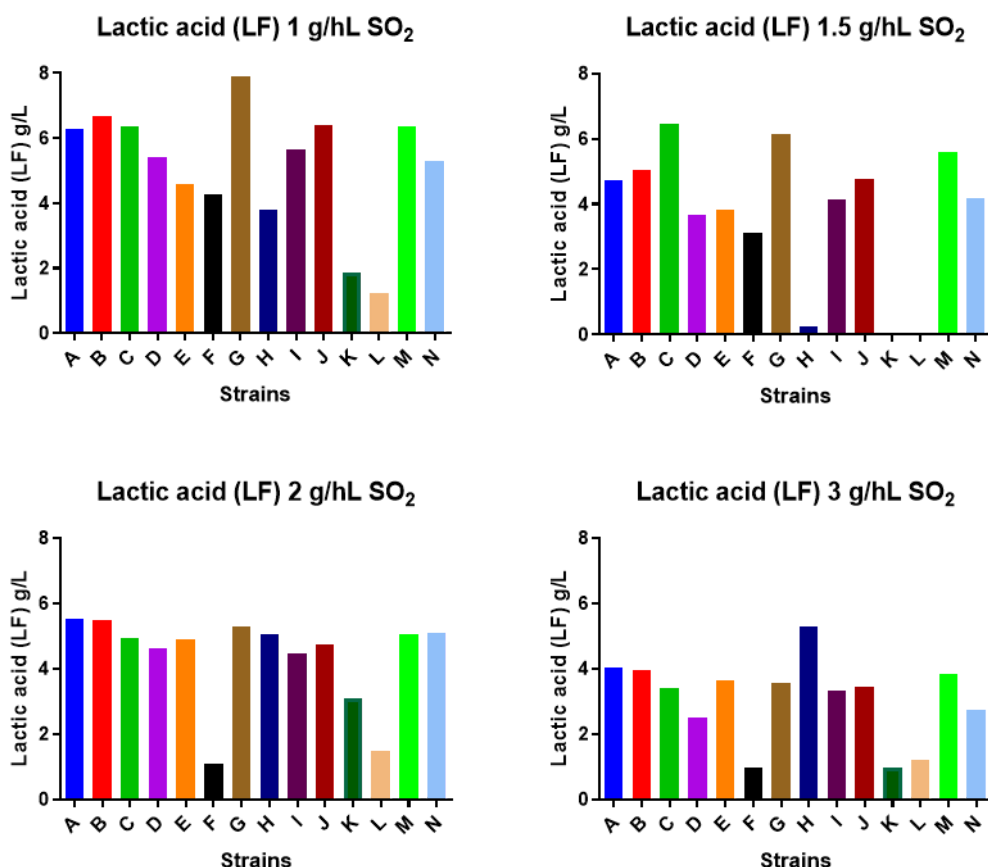 Lactic acid (LF) 1 g/hL SO₂
Lactic acid (LF) g/L
8
6
4
2
0
A B C D E F G H I J K L M N
Strains
Lactic acid (LF) 1.5 g/hL SO₂
Lactic acid (LF) g/L
8
6
4
2
0
A B C D E F G H I J K L M N
Strains
Lactic acid (LF) 2 g/hL SO₂
Lactic acid (LF) g/L
8
6
4
2
0
A B C D E F G H I J K L M N
Strains
Lactic acid (LF) 3 g/hL SO₂
Lactic acid (LF) g/L
8
6
4
2
0
A B C D E F G H I J K L M N
Strains